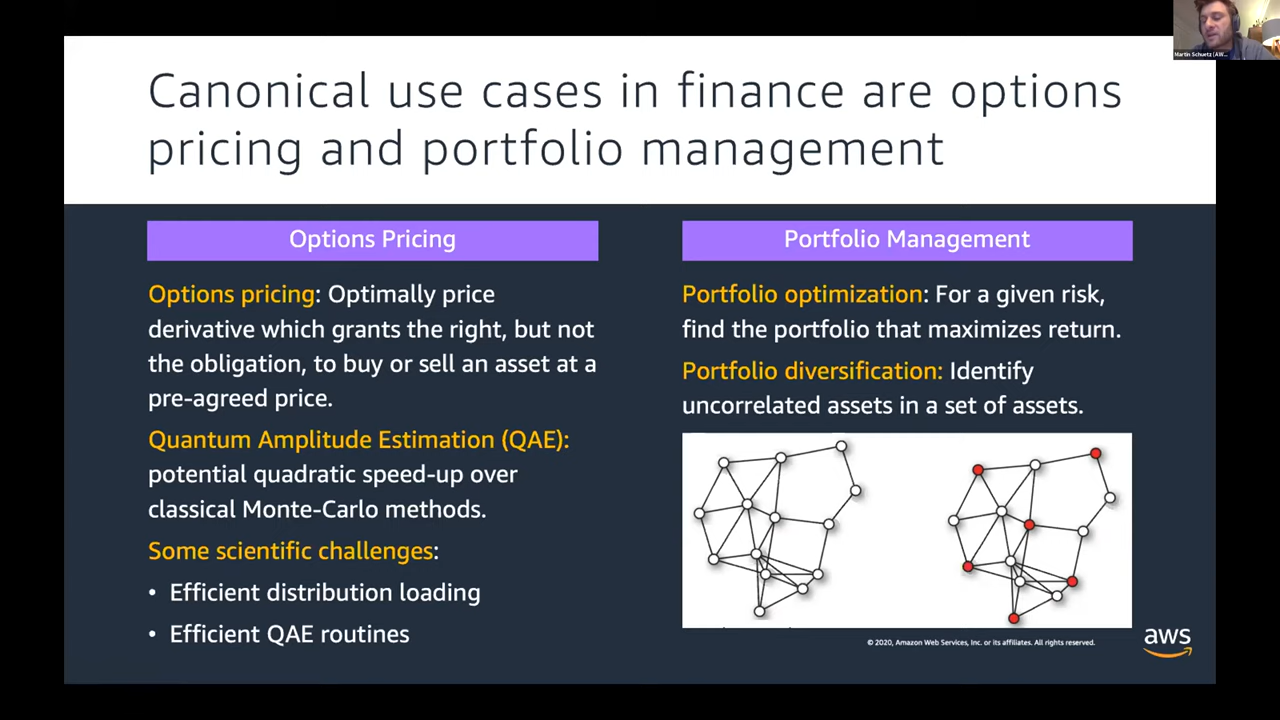 Martin Schuetz (AW...
Canonical use cases in finance are options
pricing and portfolio management
Options Pricing
Options pricing: Optimally price
derivative which grants the right, but not
the obligation, to buy or sell an asset at a
pre-agreed price.
Quantum Amplitude Estimation (QAE):
potential quadratic speed-up over
classical Monte-Carlo methods.
Some scientific challenges:
• Efficient distribution loading
• Efficient QAE routines
Portfolio Management
Portfolio optimization: For a given risk,
find the portfolio that maximizes return.
Portfolio diversification: Identify
uncorrelated assets in a set of assets.
© 2020, Amazon Web Services, Inc. or its affiliates. All rights reserved.
aws